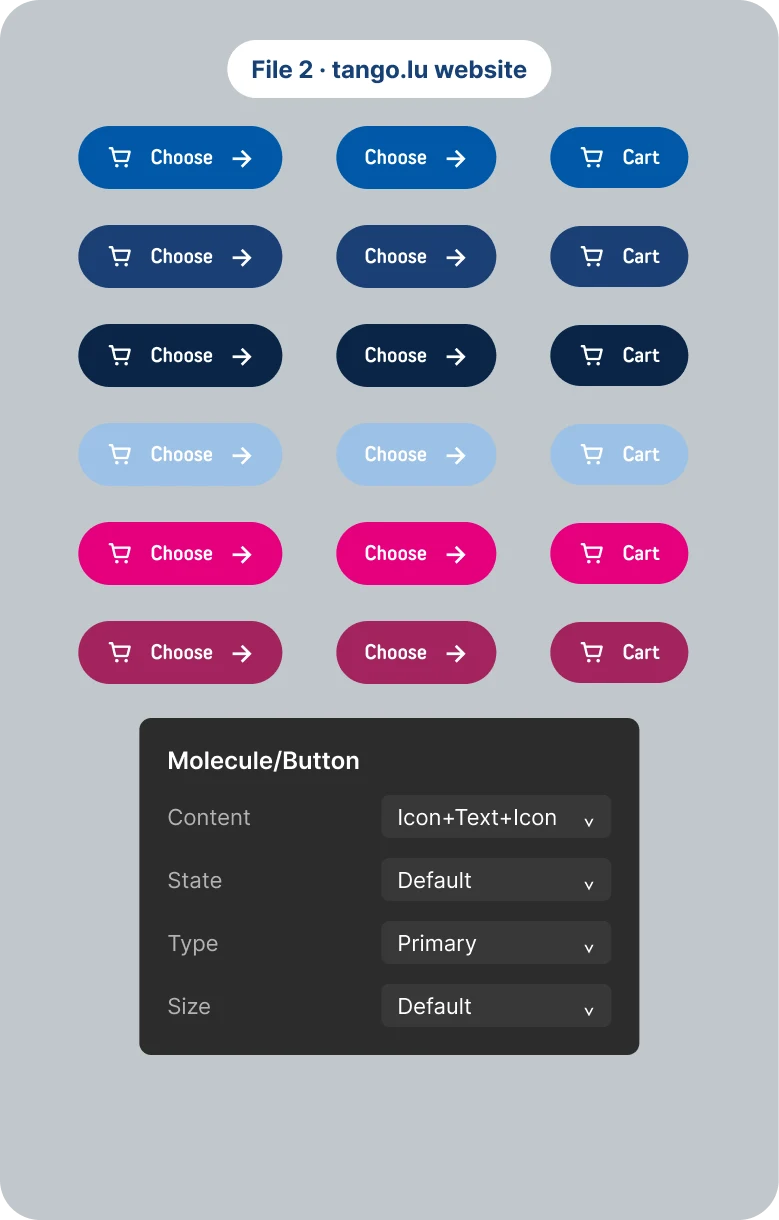 File 2 · tango.lu website
Choose Choose Cart
Choose Choose Cart
Choose Choose Cart
Choose Choose Cart
Choose Choose Cart
Choose Choose Cart
Molecule/Button
Content Icon+Text+Icon
State Default
Type Primary
Size Default